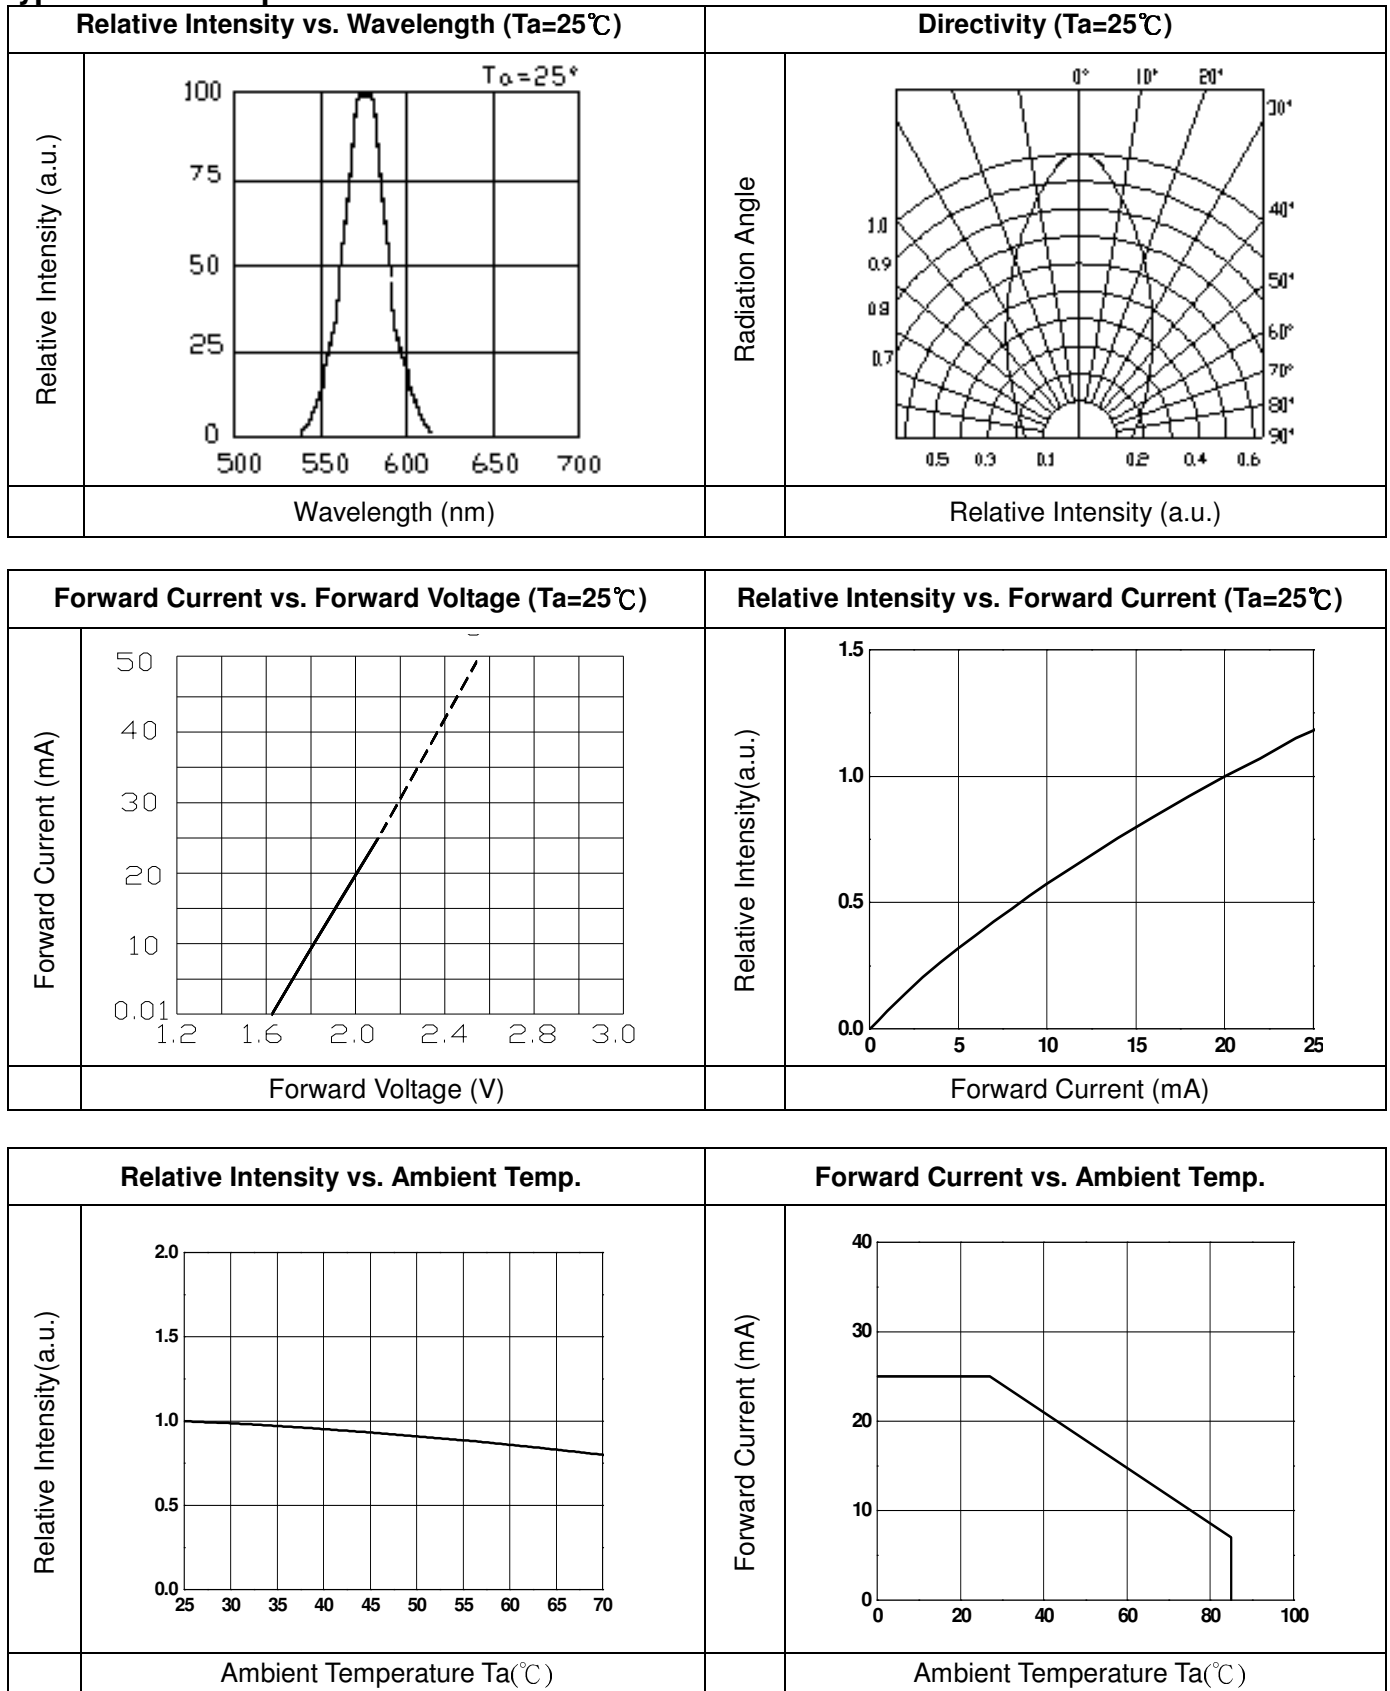 Relative Intensity vs. Wavelength (Ta=25℃)
Directivity (Ta=25℃)
Relative Intensity (a.u.)
Ta=25°
100
75
50
25
0
500 550 600 650 700
Wavelength (nm)
Radiation Angle
0° 10° 20°
30°
40°
50°
60°
70°
80°
90°
1.0
0.9
0.8
0.7
0.5 0.3 0.1 0.2 0.4 0.6
Relative Intensity (a.u.)
Forward Current vs. Forward Voltage (Ta=25℃)
Relative Intensity vs. Forward Current (Ta=25℃)
Forward Current (mA)
50
40
30
20
10
0.01
1.2 1.6 2.0 2.4 2.8 3.0
Forward Voltage (V)
Relative Intensity(a.u.)
1.5
1.0
0.5
0.0
0 5 10 15 20 25
Forward Current (mA)
Relative Intensity vs. Ambient Temp.
Forward Current vs. Ambient Temp.
Relative Intensity(a.u.)
2.0
1.5
1.0
0.5
0.0
25 30 35 40 45 50 55 60 65 70
Ambient Temperature Ta(℃)
Forward Current (mA)
40
30
20
10
0
0 20 40 60 80 100
Ambient Temperature Ta(℃)